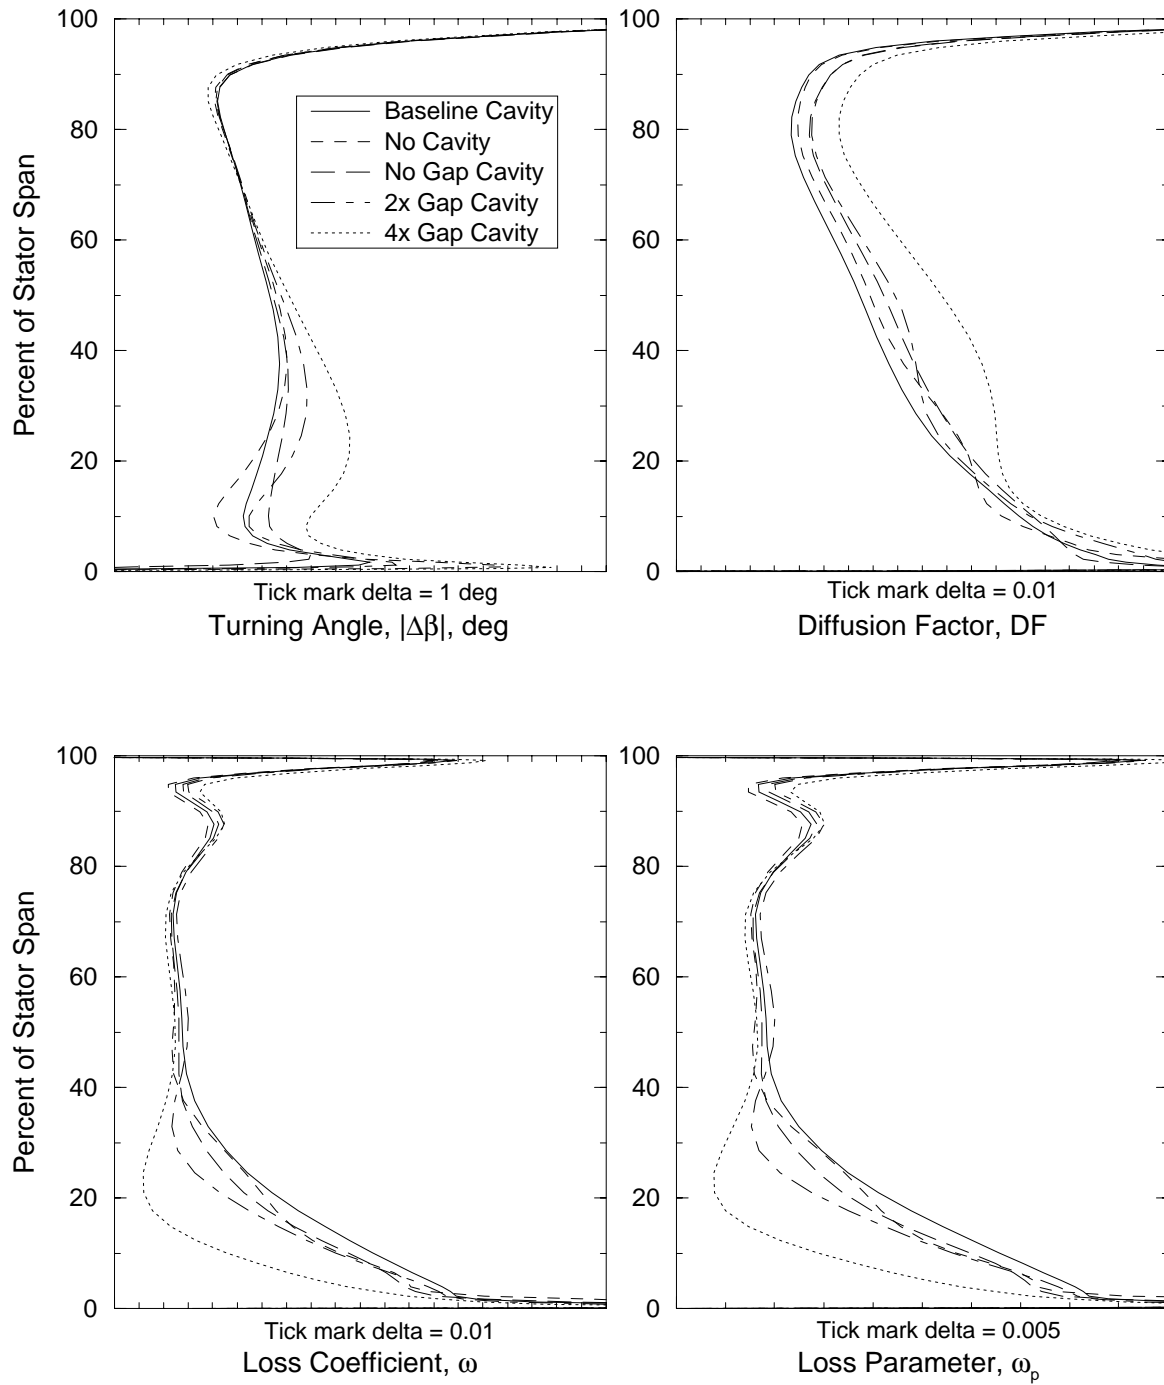 100
80
60
40
20
0
Percent of Stator Span
Baseline Cavity
No Cavity
No Gap Cavity
2x Gap Cavity
4x Gap Cavity
Tick mark delta = 1 deg
Turning Angle, |Δβ|, deg
100
80
60
40
20
0
Tick mark delta = 0.01
Diffusion Factor, DF
100
80
60
40
20
0
Percent of Stator Span
Tick mark delta = 0.01
Loss Coefficient, ω
100
80
60
40
20
0
Tick mark delta = 0.005
Loss Parameter, ωp